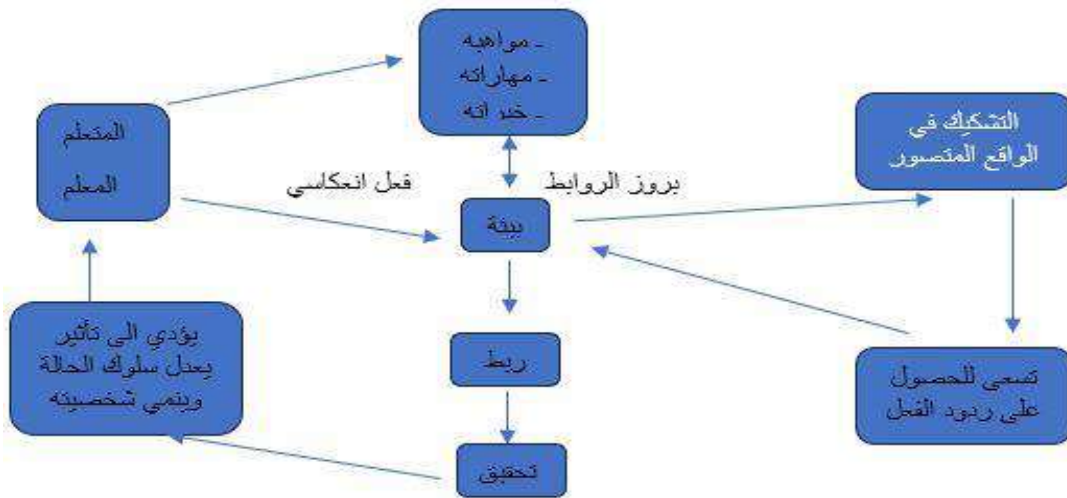 - مواهبه
- مهاراته
- خبراته
المتعلم
المعلم
التشكيك في
الواقع المتصور
فعل انعكاسي
بروز الروابط
بيئة
يؤدي الى تأثير
يعدل سلوك الحالة
وينمي شخصيته
ربط
تسعى للحصول
على ردود الفعل
تحقيق